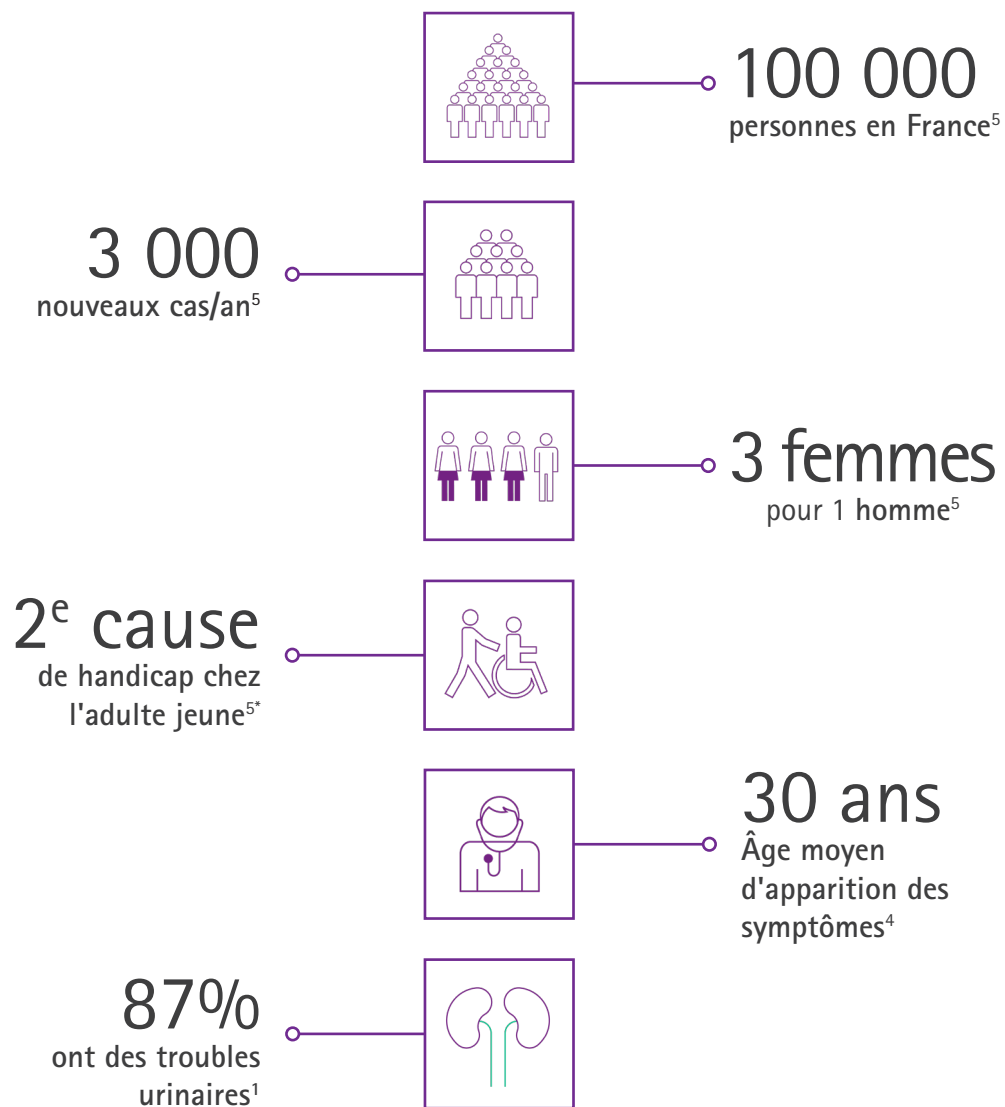 100 000
personnes en France⁵
3 000
nouveaux cas/an⁵
3 femmes
pour 1 homme⁵
2ᵉ cause
de handicap chez
l'adulte jeune⁵*
30 ans
Âge moyen
d'apparition des
symptômes⁴
87%
ont des troubles
urinaires¹